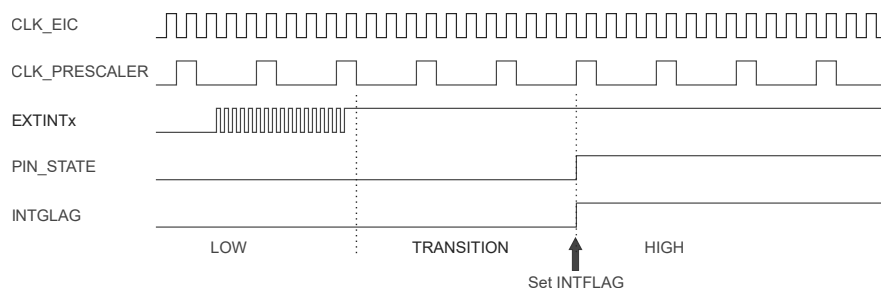 CLK_EIC
CLK_PRESCALER
EXTINTx
PIN_STATE
INTGLAG
LOW TRANSITION HIGH
Set INTFLAG